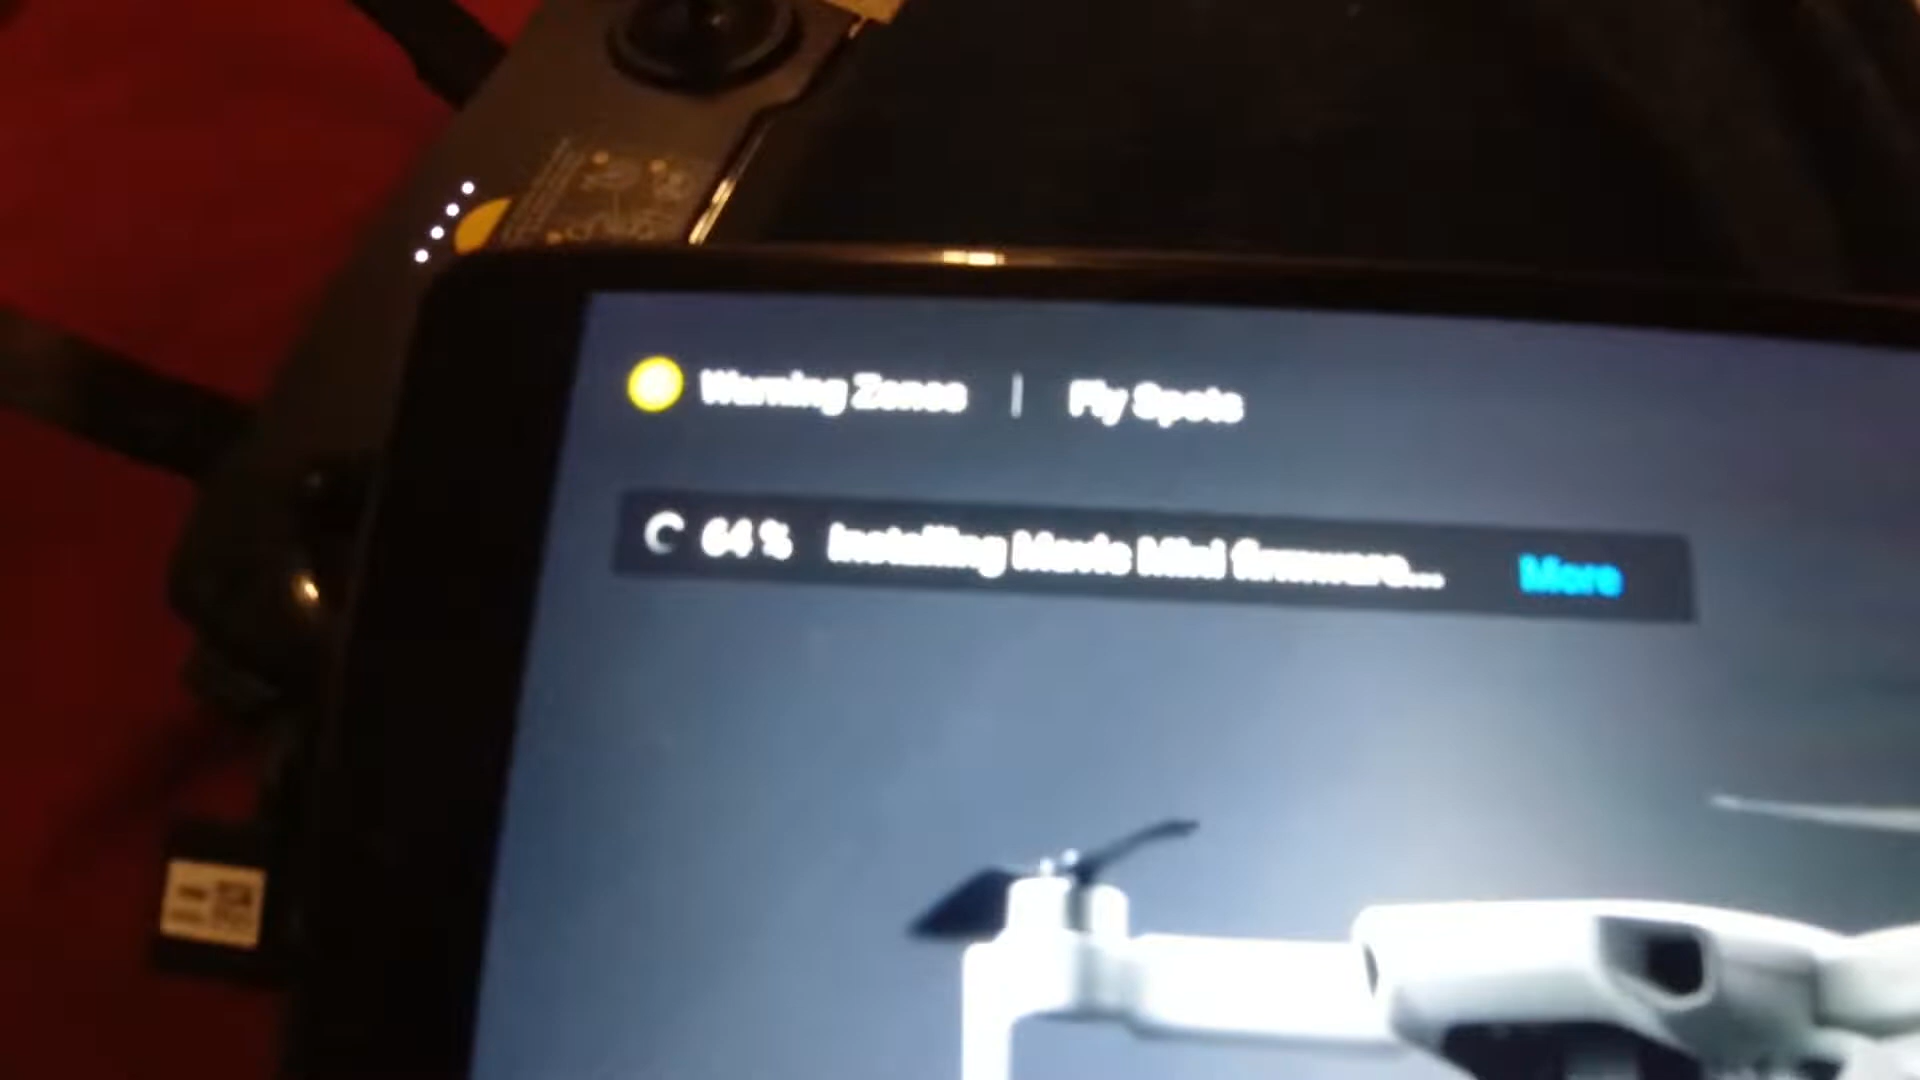 Warning Zones | Fly Spots
64% Installing Mavic Mini firmware... More